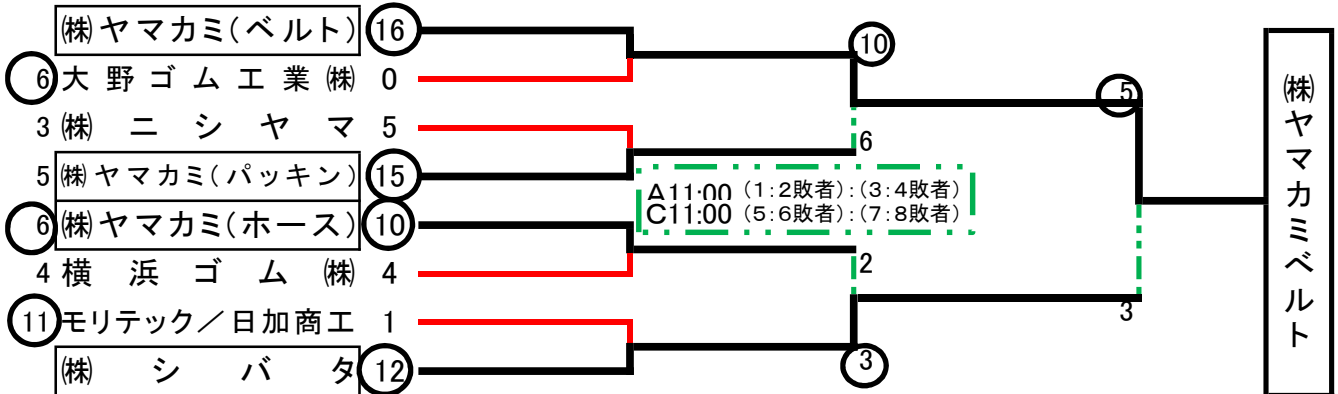 ㈱ヤマカミ(ベルト) 16
6 大野ゴム工業㈱ 0
3 ㈱ニシヤマ 5
5 ㈱ヤマカミ(パッキン) 15
6 ㈱ヤマカミ(ホース) 10
4 横浜ゴム㈱ 4
11 モリテック／日加商工 1
㈱シバタ 12
10
6
A11:00 (1:2敗者):(3:4敗者)
C11:00 (5:6敗者):(7:8敗者)
2
3
5
3
㈱ヤマカミベルト